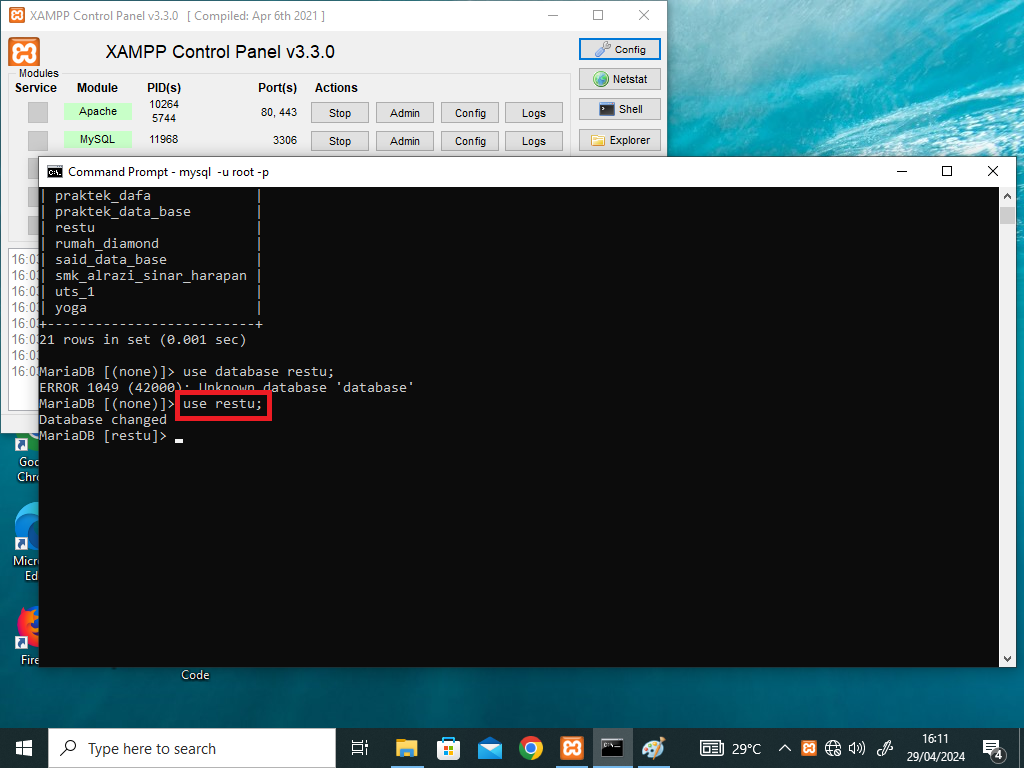 XAMPP Control Panel v3.3.0 [ Compiled: Apr 6th 2021 ]
XAMPP Control Panel v3.3.0
Config
Modules
Service Module PID(s) Port(s) Actions
Netstat
Apache 10264 5744 80, 443 Stop Admin Config Logs
Shell
MySQL 11968 3306 Stop Admin Config Logs
Explorer
Command Prompt - mysql -u root -p
| praktek_dafa |
| praktek_data_base |
| restu |
| rumah_diamond |
| said_data_base |
| smk_alrazi_sinar_harapan |
| uts_1 |
| yoga |
+--------------------------+
21 rows in set (0.001 sec)
MariaDB [(none)]> use database restu;
ERROR 1049 (42000): Unknown database 'database'
MariaDB [(none)]> use restu;
Database changed
MariaDB [restu]>
16:0
16:0
16:0
16:0
16:0
16:0
16:0
16:0
Goo
Chr
Micr
Ed
Fire
Code
Type here to search
29°C
16:11
29/04/2024
4